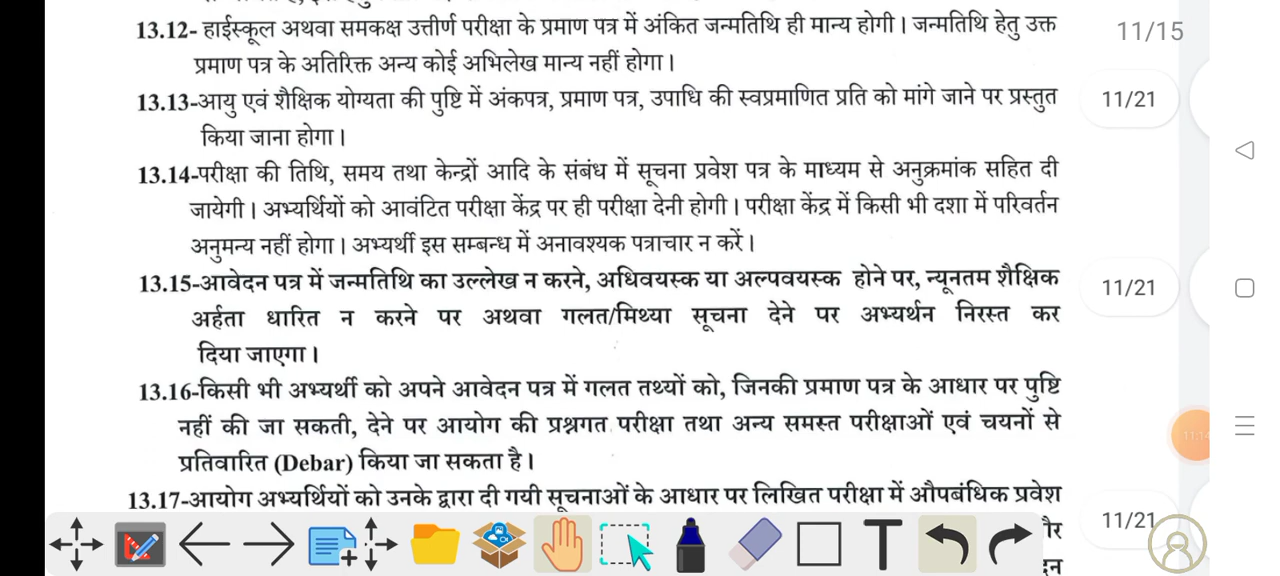 13.12- हाईस्कूल अथवा समकक्ष उत्तीर्ण परीक्षा के प्रमाण पत्र में अंकित जन्मतिथि ही मान्य होगी। जन्मतिथि हेतु उक्त
प्रमाण पत्र के अतिरिक्त अन्य कोई अभिलेख मान्य नहीं होगा।
13.13-आयु एवं शैक्षिक योग्यता की पुष्टि में अंकपत्र, प्रमाण पत्र, उपाधि की स्वप्रमाणित प्रति को मांगे जाने पर प्रस्तुत
किया जाना होगा।
13.14-परीक्षा की तिथि, समय तथा केन्द्रों आदि के संबंध में सूचना प्रवेश पत्र के माध्यम से अनुक्रमांक सहित दी
जायेगी। अभ्यर्थियों को आवंटित परीक्षा केंद्र पर ही परीक्षा देनी होगी। परीक्षा केंद्र में किसी भी दशा में परिवर्तन
अनुमन्य नहीं होगा। अभ्यर्थी इस सम्बन्ध में अनावश्यक पत्राचार न करें।
13.15-आवेदन पत्र में जन्मतिथि का उल्लेख न करने, अधिवयस्क या अल्पवयस्क होने पर, न्यूनतम शैक्षिक
अर्हता धारित न करने पर अथवा गलत/मिथ्या सूचना देने पर अभ्यर्थन निरस्त कर
दिया जाएगा।
13.16-किसी भी अभ्यर्थी को अपने आवेदन पत्र में गलत तथ्यों को, जिनकी प्रमाण पत्र के आधार पर पुष्टि
नहीं की जा सकती, देने पर आयोग की प्रश्नगत परीक्षा तथा अन्य समस्त परीक्षाओं एवं चयनों से
प्रतिवारित (Debar) किया जा सकता है।
13.17-आयोग अभ्यर्थियों को उनके द्वारा दी गयी सूचनाओं के आधार पर लिखित परीक्षा में औपबंधिक प्रवेश
11/15
11/21
11/21
11/21
T